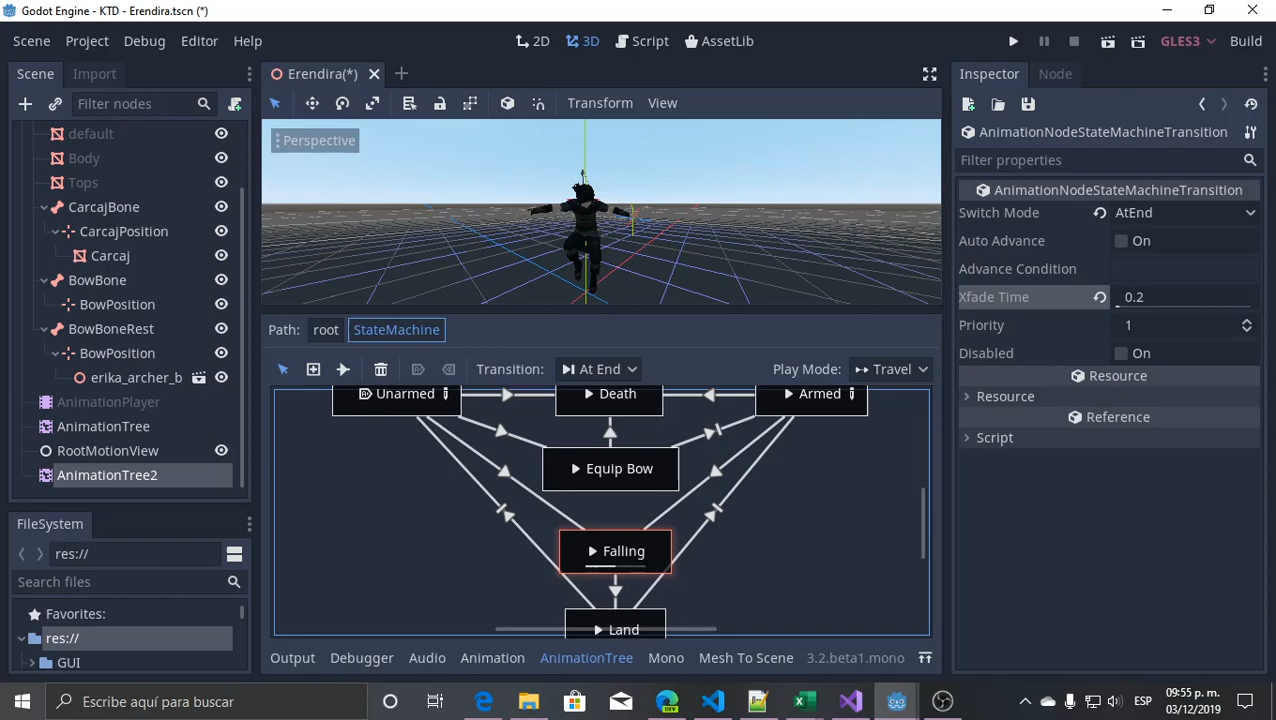 Godot Engine - KTD - Erendira.tscn (*)
Scene Project Debug Editor Help
2D 3D Script AssetLib
GLES3 Build
Scene Import
Filter nodes
default
Body
Tops
CarcajBone
CarcajPosition
Carcaj
BowBone
BowPosition
BowBoneRest
BowPosition
erika_archer_b
AnimationPlayer
AnimationTree
RootMotionView
AnimationTree2
FileSystem
res://
Search files
Favorites:
res://
GUI
Erendira(*)
Transform View
Perspective
Path: root StateMachine
Transition: At End Play Mode: Travel
Unarmed Death Armed
Equip Bow
Falling
Land
Output Debugger Audio Animation AnimationTree Mono Mesh To Scene 3.2.beta1.mono
Inspector Node
AnimationNodeStateMachineTransition
Filter properties
AnimationNodeStateMachineTransition
Switch Mode AtEnd
Auto Advance On
Advance Condition
Xfade Time 0.2
Priority 1
Disabled On
Resource
Resource
Reference
Script
Escribe aquí para buscar
DEV
ESP
09:55 p. m.
03/12/2019